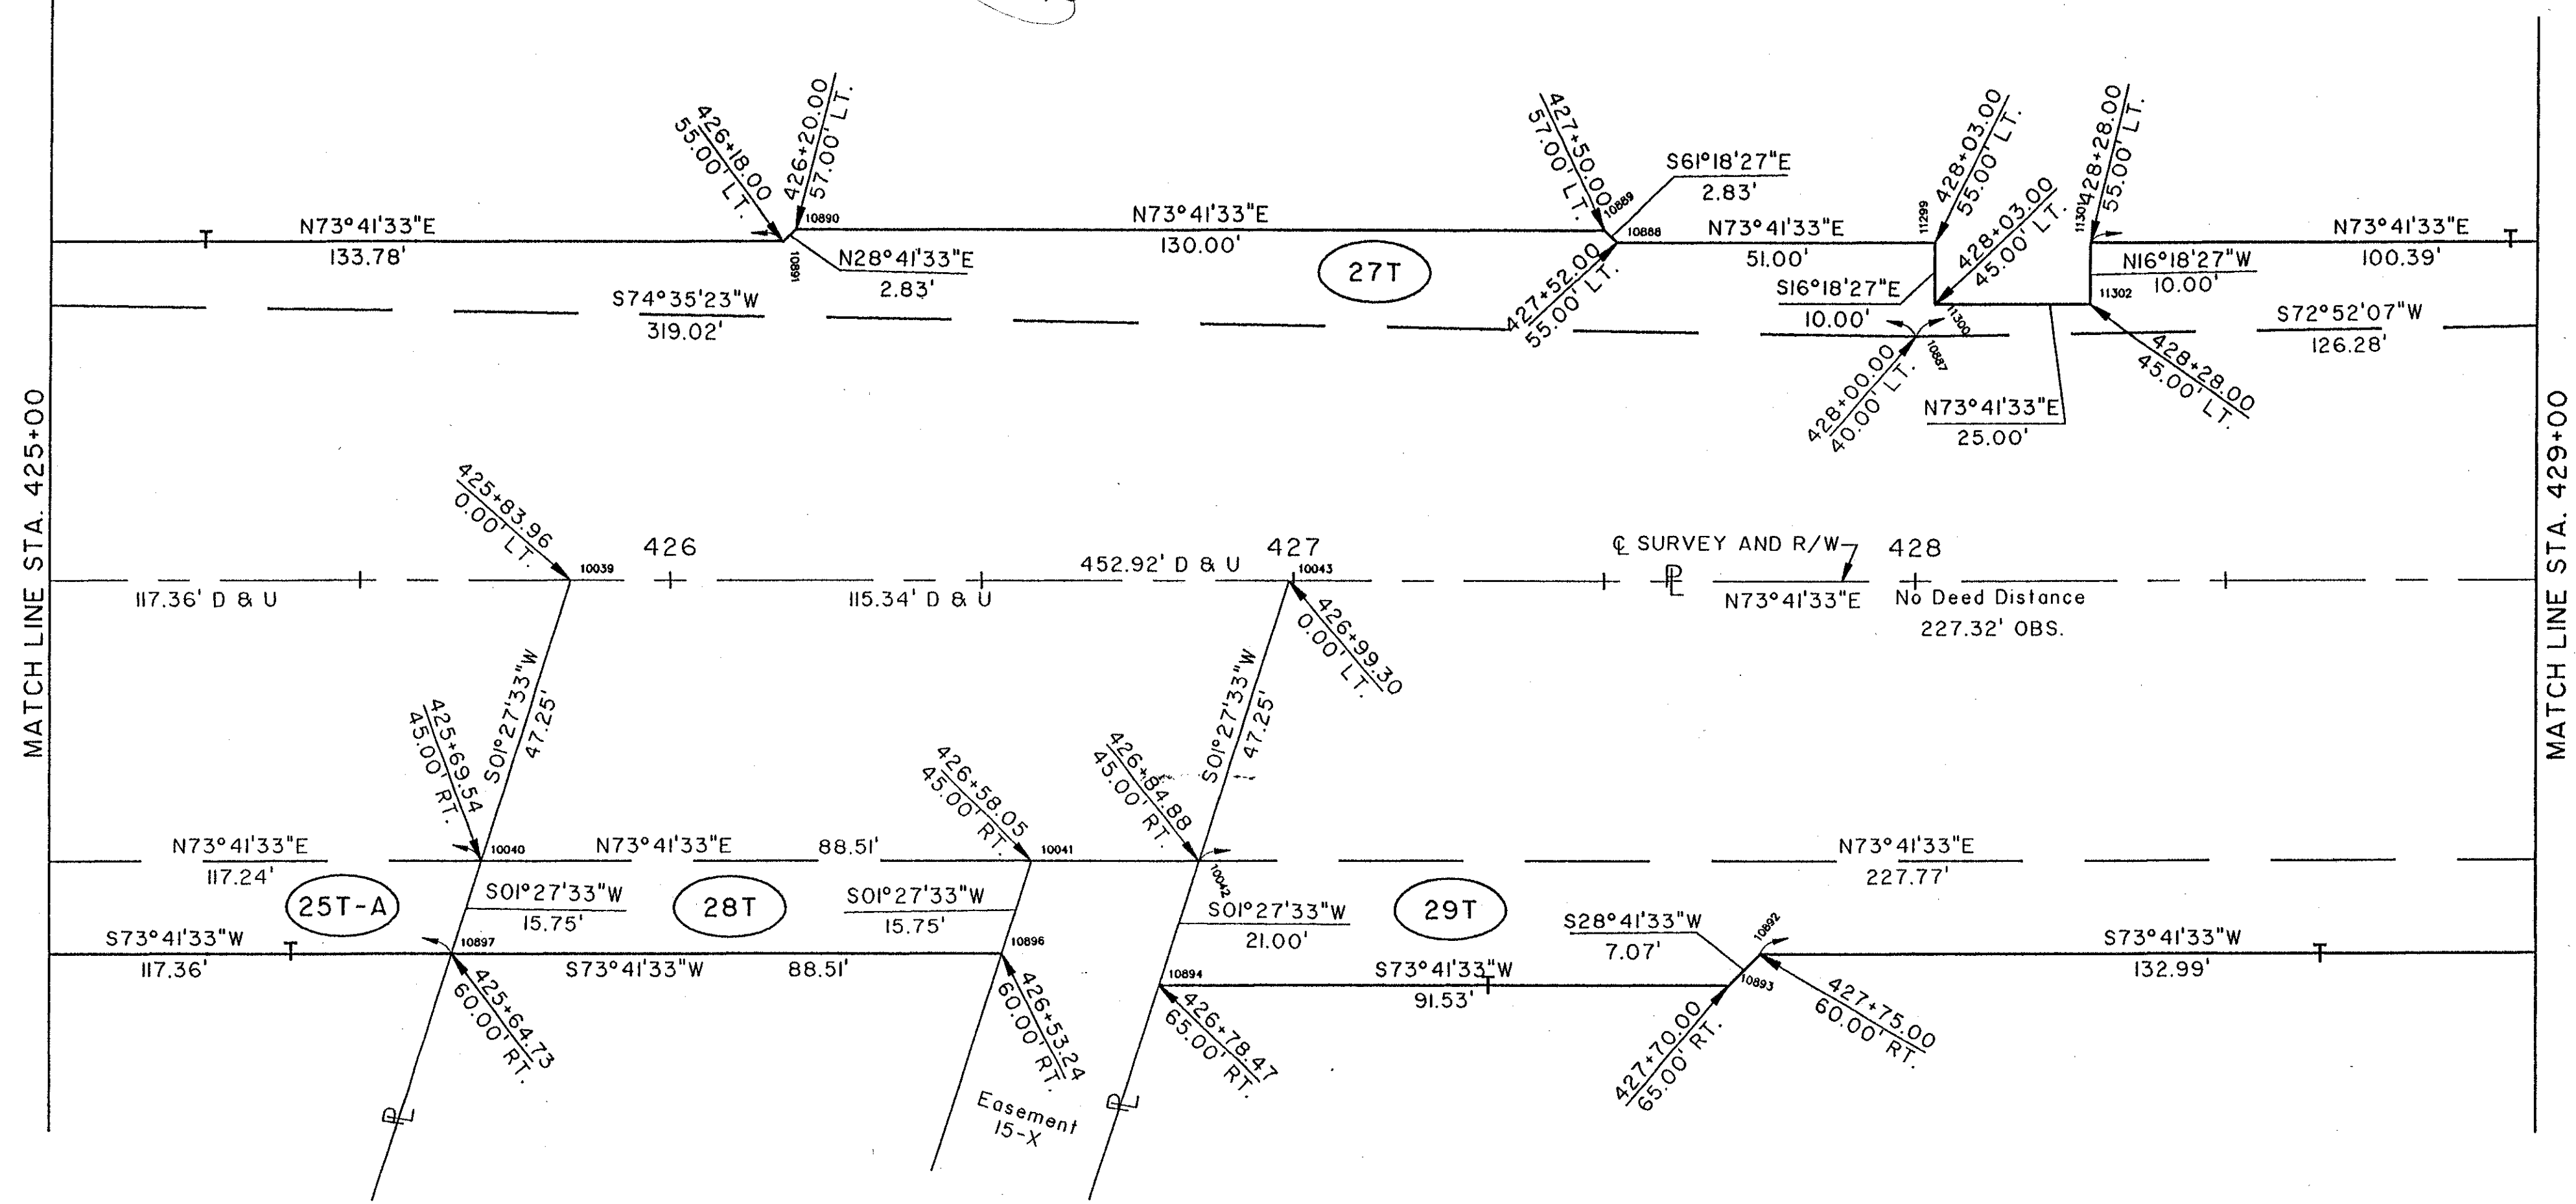 MATCH LINE STA. 425+00
N73°41'33"E
133.78'
426+18.00
55.00' LT.
426+20.00
57.00' LT.
10890
10891
N28°41'33"E
2.83'
N73°41'33"E
130.00'
27T
427+50.00
57.00' LT.
10889
10888
S61°18'27"E
2.83'
427+52.00
55.00' LT.
N73°41'33"E
51.00'
11299
428+03.00
55.00' LT.
428+03.00
45.00' LT.
S16°18'27"E
10.00'
11300
11301
428+28.00
55.00' LT.
N16°18'27"W
10.00'
11302
N73°41'33"E
100.39'
S74°35'23"W
319.02'
S72°52'07"W
126.28'
428+00.00
40.00' LT.
10887
N73°41'33"E
25.00'
428+28.00
45.00' LT.
425+83.96
0.00' LT.
10039
426
452.92' D & U
427
10043
℄ SURVEY AND R/W
428
117.36' D & U
115.34' D & U
PL
N73°41'33"E
No Deed Distance
227.32' OBS.
426+99.30
0.00' LT.
S01°27'33"W
47.25'
S01°27'33"W
47.25'
425+69.54
45.00' RT.
426+58.05
45.00' RT.
426+84.88
45.00' RT.
N73°41'33"E
117.24'
10040
N73°41'33"E
88.51'
10041
10042
N73°41'33"E
227.77'
25T-A
S01°27'33"W
15.75'
28T
S01°27'33"W
15.75'
S01°27'33"W
21.00'
29T
S28°41'33"W
7.07'
10892
10893
S73°41'33"W
117.36'
10897
S73°41'33"W
88.51'
10896
10894
S73°41'33"W
91.53'
S73°41'33"W
132.99'
425+64.73
60.00' RT.
426+53.24
60.00' RT.
426+78.47
65.00' RT.
427+70.00
65.00' RT.
427+75.00
60.00' RT.
PL
Easement
15-X
PL
MATCH LINE STA. 429+00